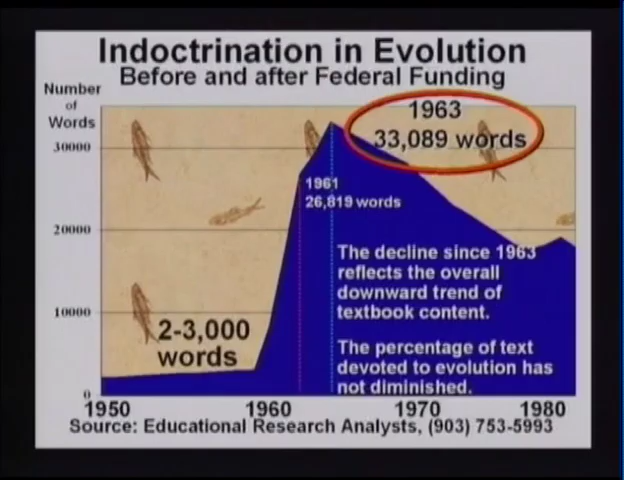 Indoctrination in Evolution
Before and after Federal Funding
Number
of
Words
30000
20000
10000
0
1963
33,089 words
1961
26,819 words
The decline since 1963
reflects the overall
downward trend of
textbook content.
The percentage of text
devoted to evolution has
not diminished.
2-3,000
words
1950 1960 1970 1980
Source: Educational Research Analysts, (903) 753-5993